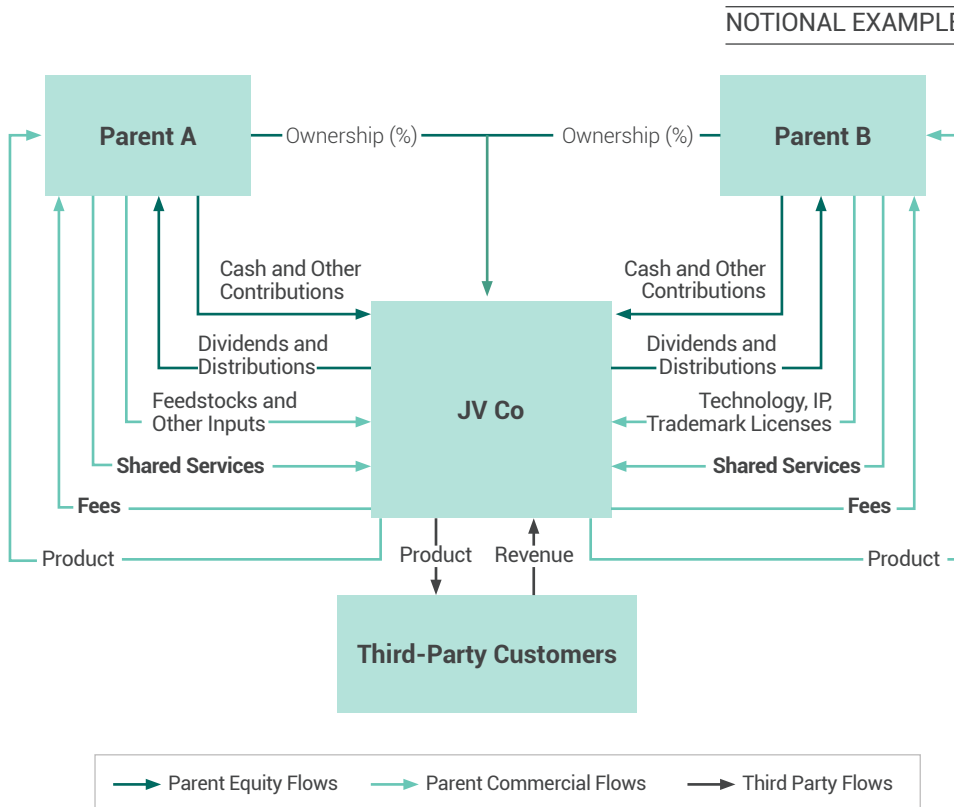 NOTIONAL EXAMPLE
Parent A
Ownership (%)
Ownership (%)
Parent B
Cash and Other
Contributions
Cash and Other
Contributions
Dividends and
Distributions
Dividends and
Distributions
Feedstocks and
Other Inputs
JV Co
Technology, IP,
Trademark Licenses
Shared Services
Shared Services
Fees
Fees
Product
Product
Revenue
Product
Third-Party Customers
Parent Equity Flows
Parent Commercial Flows
Third Party Flows